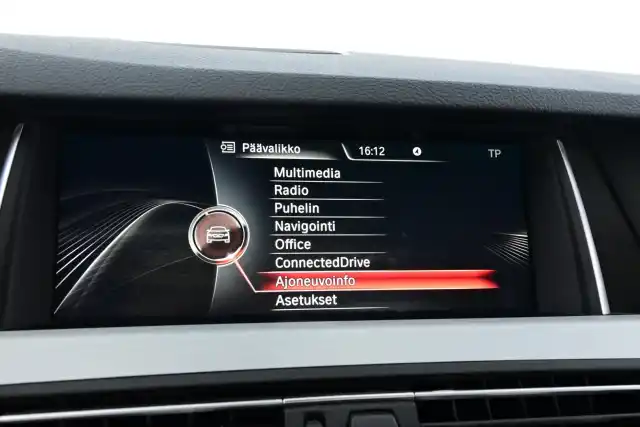 Päävalikko 16:12 TP
Multimedia
Radio
Puhelin
Navigointi
Office
ConnectedDrive
Ajoneuvoinfo
Asetukset